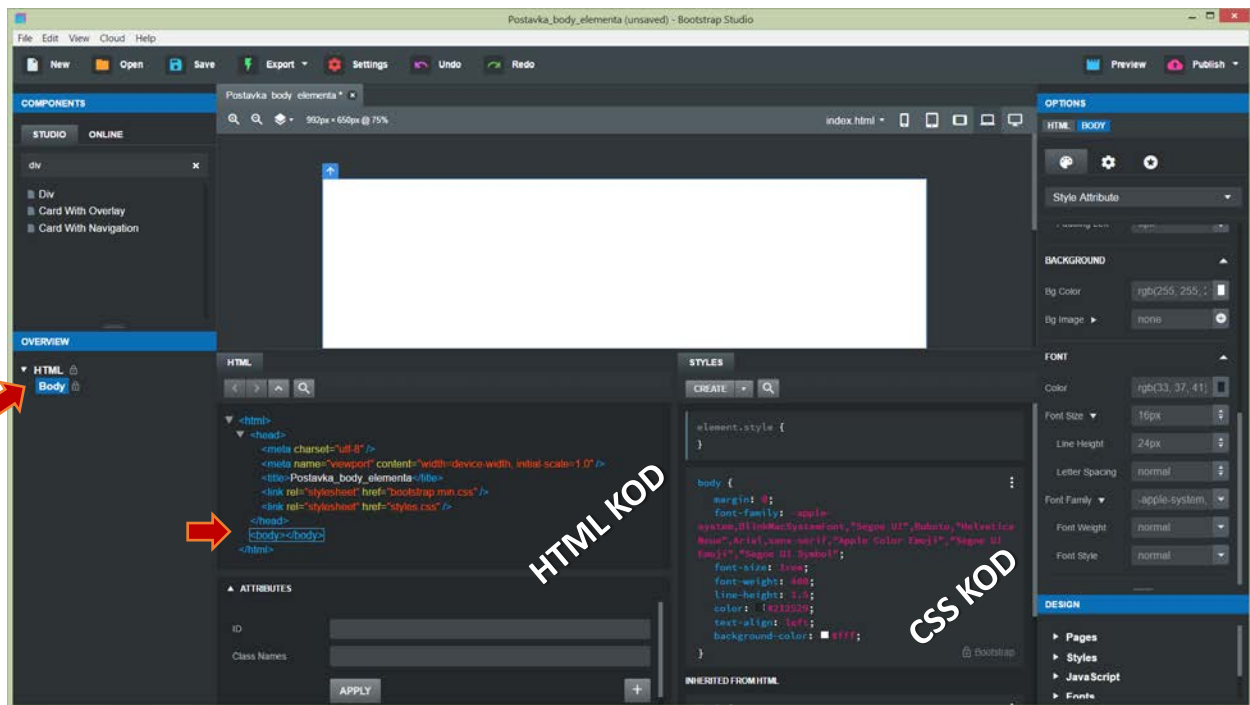 Postavka_body_elementa (unsaved) - Bootstrap Studio
File Edit View Cloud Help
New Open Save Export Settings Undo Redo Preview Publish
COMPONENTS
STUDIO ONLINE
div
Div
Card With Overlay
Card With Navigation
OVERVIEW
HTML
Body
Postavka body elementa *
992px × 650px @ 75%
index.html
HTML
<html>
<head>
<meta charset="utf-8" />
<meta name="viewport" content="width=device-width, initial-scale=1.0" />
<title>Postavka_body_elementa</title>
<link rel="stylesheet" href="bootstrap.min.css" />
<link rel="stylesheet" href="styles.css" />
</head>
<body></body>
</html>
HTML KOD
ATTRIBUTES
ID
Class Names
APPLY
STYLES
CREATE
element.style {
}
body {
margin: 0;
font-family: -apple-
system,BlinkMacSystemFont,"Segoe UI",Roboto,"Helvetica
Neue",Arial,sans-serif,"Apple Color Emoji","Segoe UI
Emoji","Segoe UI Symbol";
font-size: 1rem;
font-weight: 400;
line-height: 1.5;
color: #212529;
text-align: left;
background-color: #fff;
}
Bootstrap
CSS KOD
INHERITED FROM HTML
OPTIONS
HTML BODY
Style Attribute
Padding Left 0px
BACKGROUND
Bg Color rgb(255, 255, 2
Bg Image none
FONT
Color rgb(33, 37, 41)
Font Size 16px
Line Height 24px
Letter Spacing normal
Font Family -apple-system,
Font Weight normal
Font Style normal
DESIGN
Pages
Styles
JavaScript
Fonts